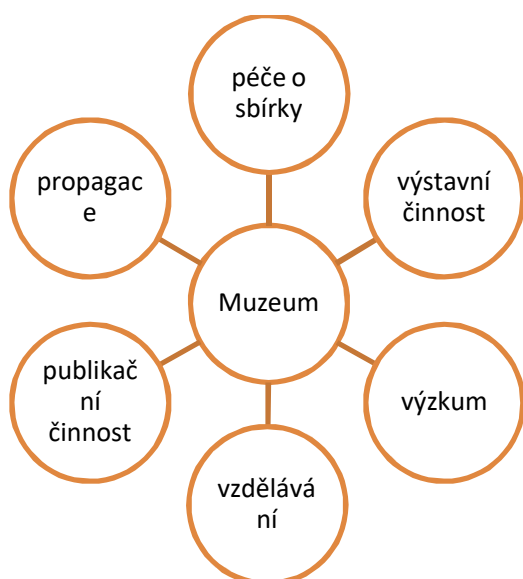 péče o
sbírky
výstavní
činnost
výzkum
vzdělává
ní
publikač
ní
činnost
propagac
e
Muzeum